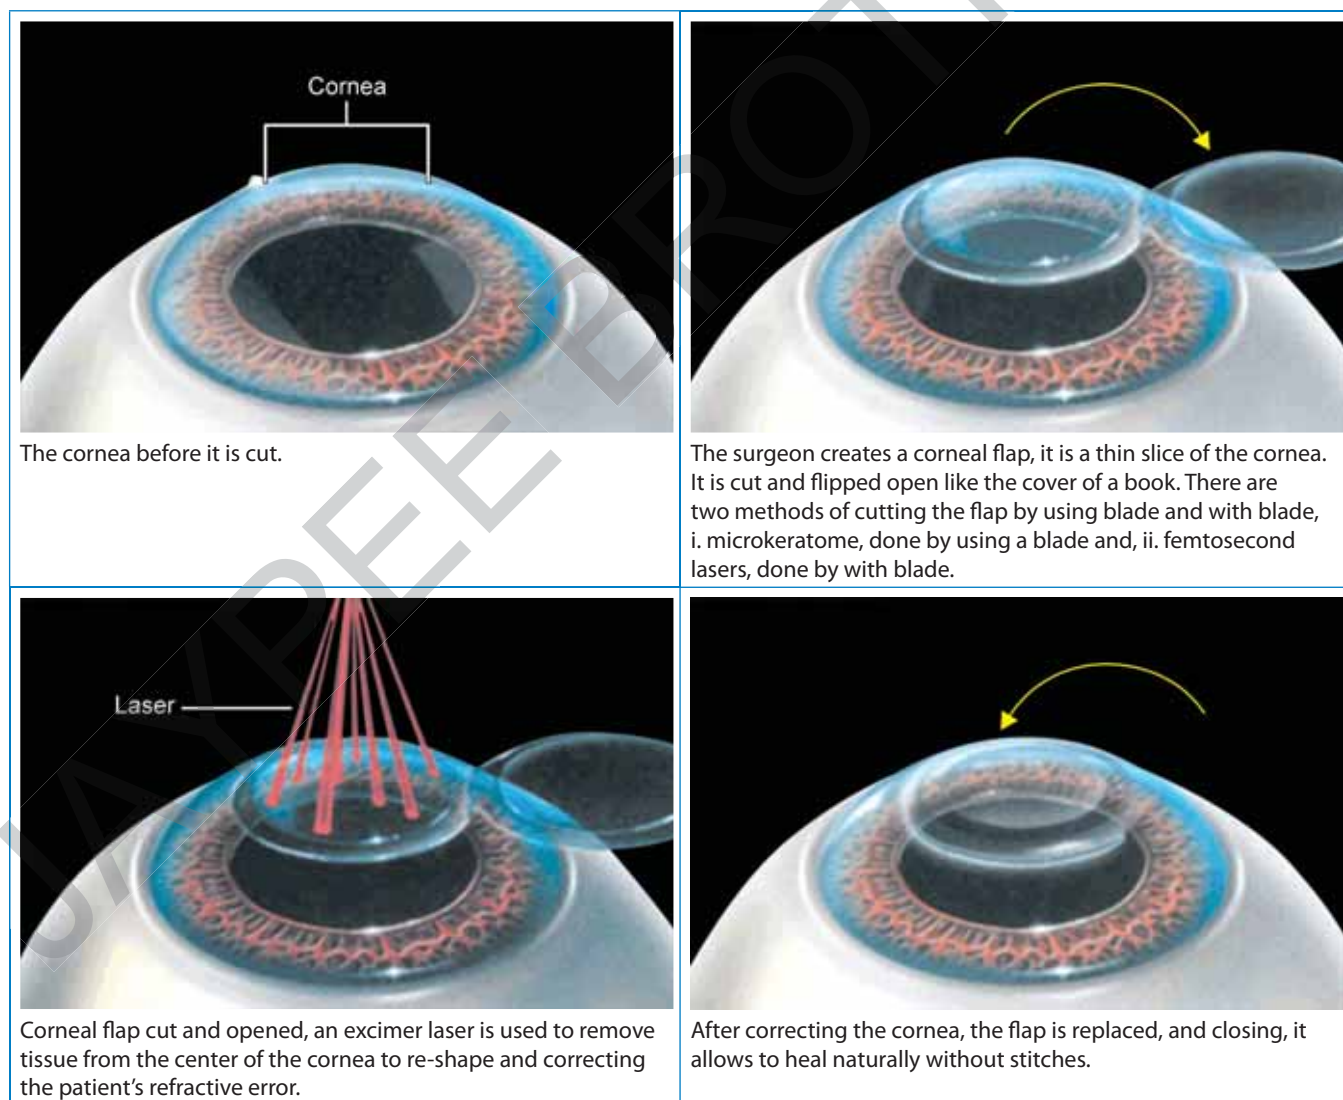 Cornea
The cornea before it is cut.
The surgeon creates a corneal flap, it is a thin slice of the cornea.
It is cut and flipped open like the cover of a book. There are
two methods of cutting the flap by using blade and with blade,
i. microkeratome, done by using a blade and, ii. femtosecond
lasers, done by with blade.
Laser
Corneal flap cut and opened, an excimer laser is used to remove
tissue from the center of the cornea to re-shape and correcting
the patient's refractive error.
After correcting the cornea, the flap is replaced, and closing, it
allows to heal naturally without stitches.
JAYPEE BROT